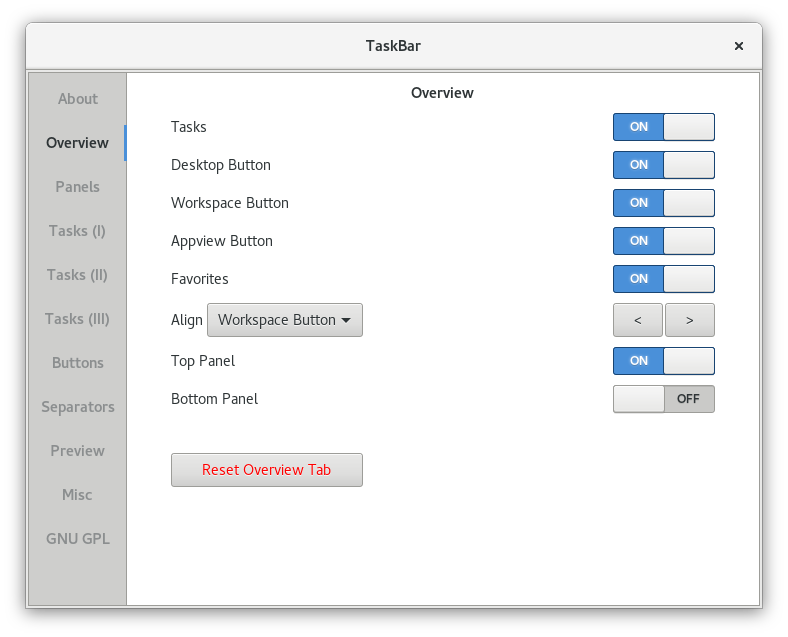 TaskBar ×
About
Overview
Panels
Tasks (I)
Tasks (II)
Tasks (III)
Buttons
Separators
Preview
Misc
GNU GPL
Overview
Tasks ON
Desktop Button ON
Workspace Button ON
Appview Button ON
Favorites ON
Align Workspace Button < >
Top Panel ON
Bottom Panel OFF
Reset Overview Tab